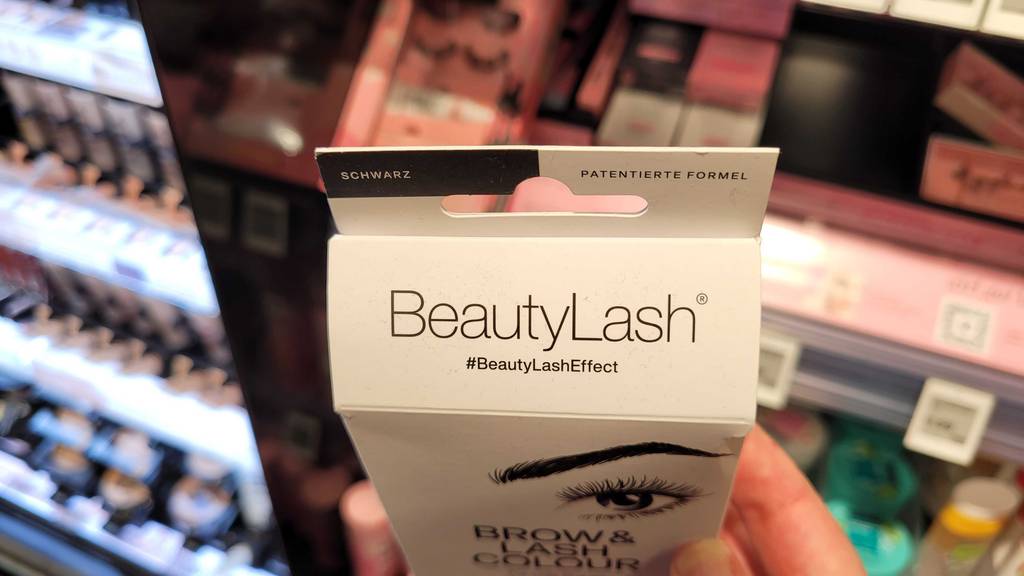 SCHWARZ
PATENTIERTE FORMEL
BeautyLash®
#BeautyLashEffect
BROW &
LASH
COLOUR